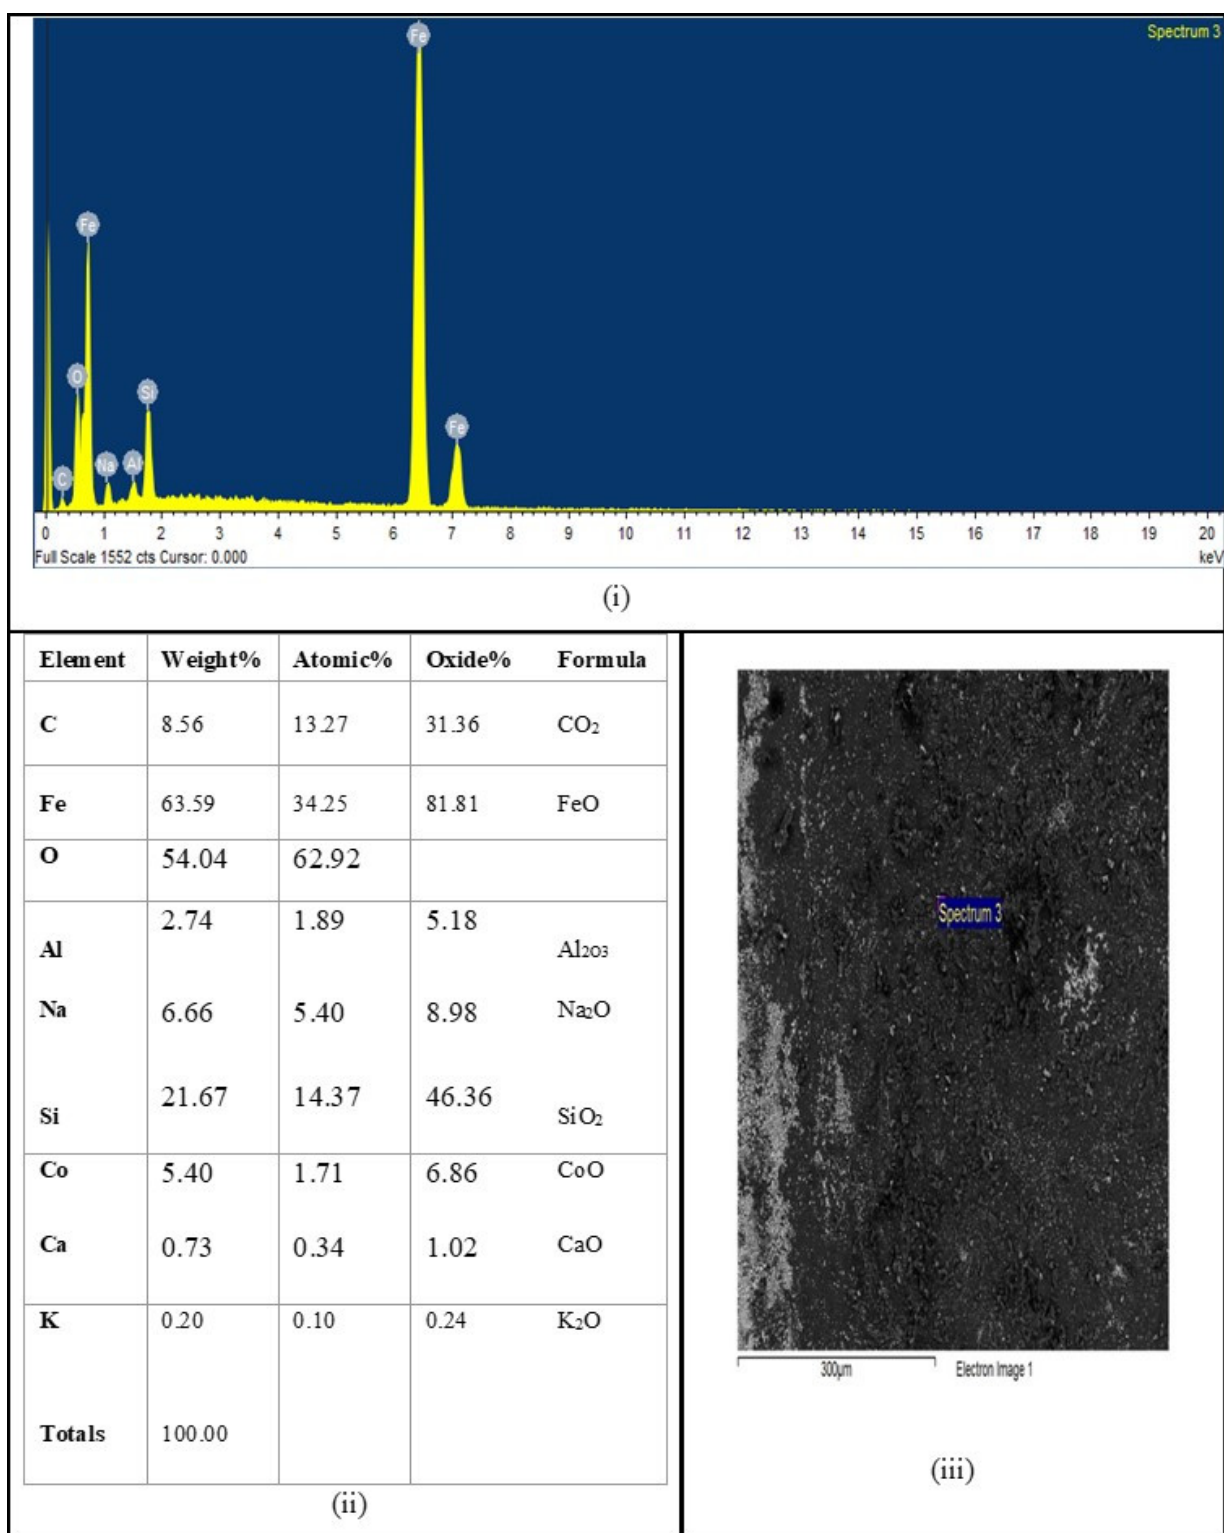 Spectrum 3
Fe
Fe
O
Si
Fe
C
Na
Al
0 1 2 3 4 5 6 7 8 9 10 11 12 13 14 15 16 17 18 19 20
Full Scale 1552 cts Cursor: 0.000
keV
(i)
Element Weight% Atomic% Oxide% Formula
C 8.56 13.27 31.36 CO₂
Fe 63.59 34.25 81.81 FeO
O 54.04 62.92
Al 2.74 1.89 5.18 Al₂₀₃
Na 6.66 5.40 8.98 Na₂O
Si 21.67 14.37 46.36 SiO₂
Co 5.40 1.71 6.86 CoO
Ca 0.73 0.34 1.02 CaO
K 0.20 0.10 0.24 K₂O
Totals 100.00
(ii)
Spectrum 3
300µm
Electron Image 1
(iii)